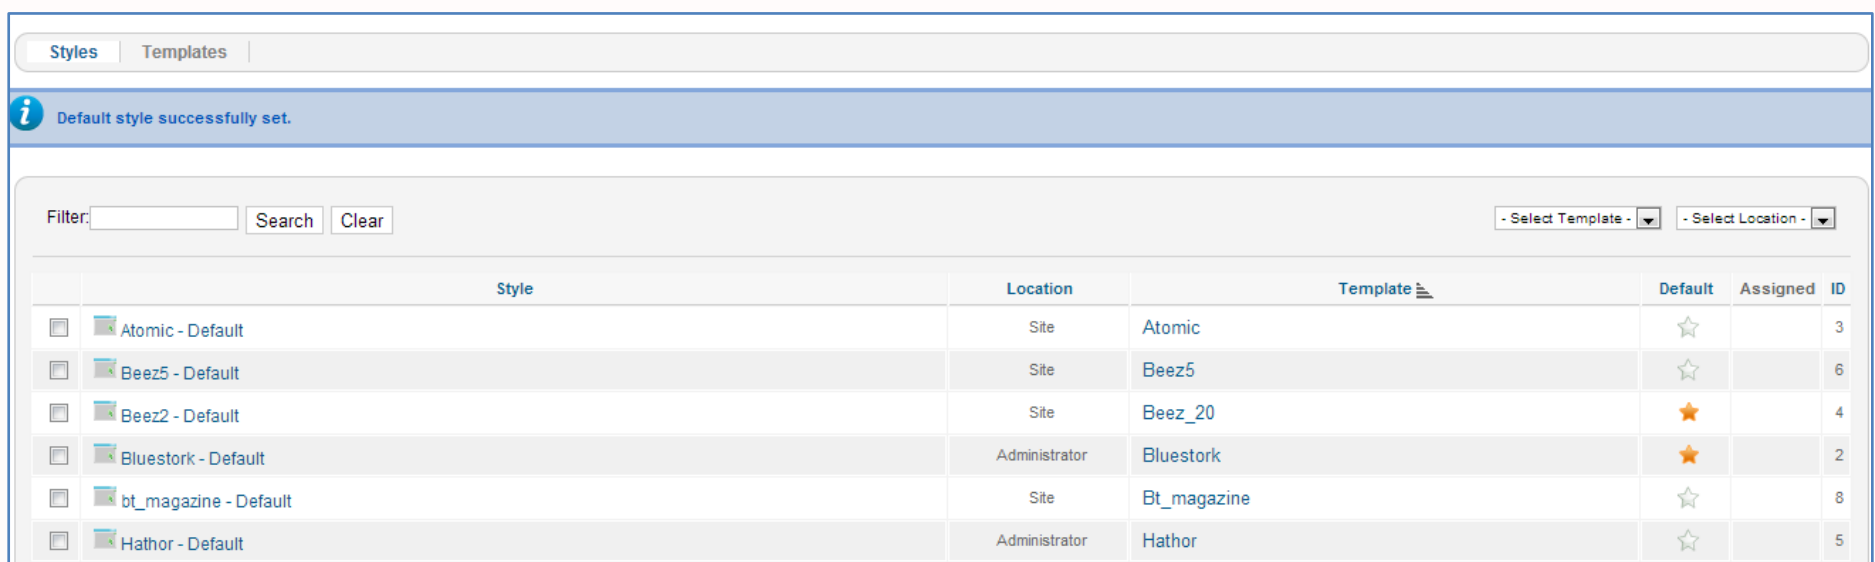 Styles Templates
Default style successfully set.
Filter: Search Clear - Select Template - - Select Location -
Style Location Template Default Assigned ID
Atomic - Default Site Atomic 3
Beez5 - Default Site Beez5 6
Beez2 - Default Site Beez_20 4
Bluestork - Default Administrator Bluestork 2
bt_magazine - Default Site Bt_magazine 8
Hathor - Default Administrator Hathor 5